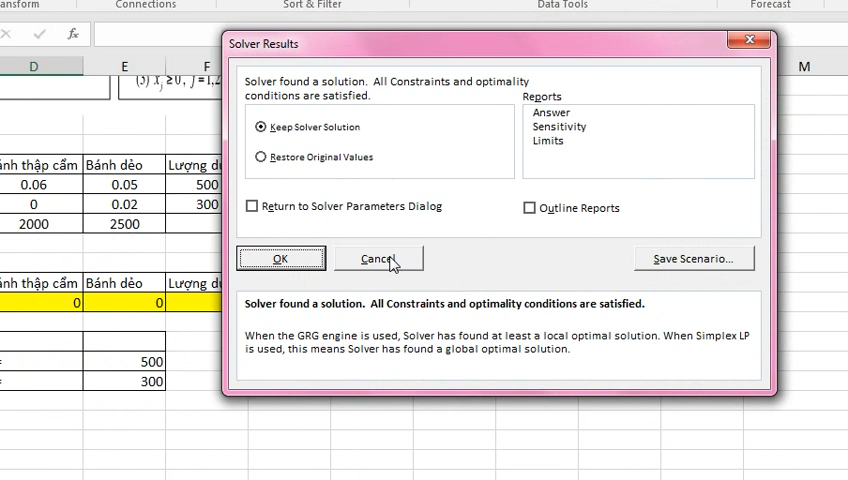 Connections
Sort & Filter
Data Tools
Forecast
fx
D
E
F
M
Solver Results
Solver found a solution. All Constraints and optimality
conditions are satisfied.
Reports
Answer
Sensitivity
Limits
Keep Solver Solution
Restore Original Values
Return to Solver Parameters Dialog
Outline Reports
OK
Cancel
Save Scenario...
Solver found a solution. All Constraints and optimality conditions are satisfied.
When the GRG engine is used, Solver has found at least a local optimal solution. When Simplex LP
is used, this means Solver has found a global optimal solution.
thập cẩm Bánh dẻo Lượng
0.06 0.05 500
0 0.02 300
2000 2500
thập cẩm Bánh dẻo Lượng
0 0
= 500
= 300